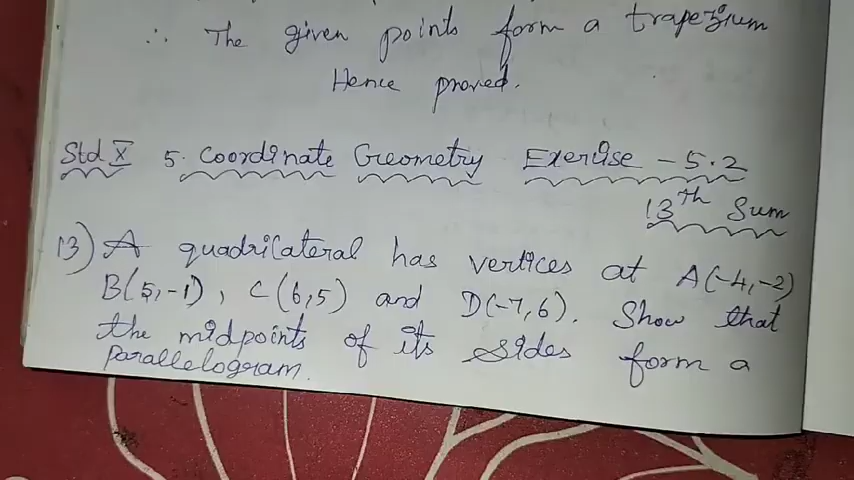 ∴ The given points form a trapezium
Hence proved.
Std X 5. Coordinate Geometry Exercise - 5.2
13th Sum
13) A quadrilateral has vertices at A(-4,-2)
B(5,-1), C(6,5) and D(-7,6). Show that
the midpoints of its sides form a
parallelogram.